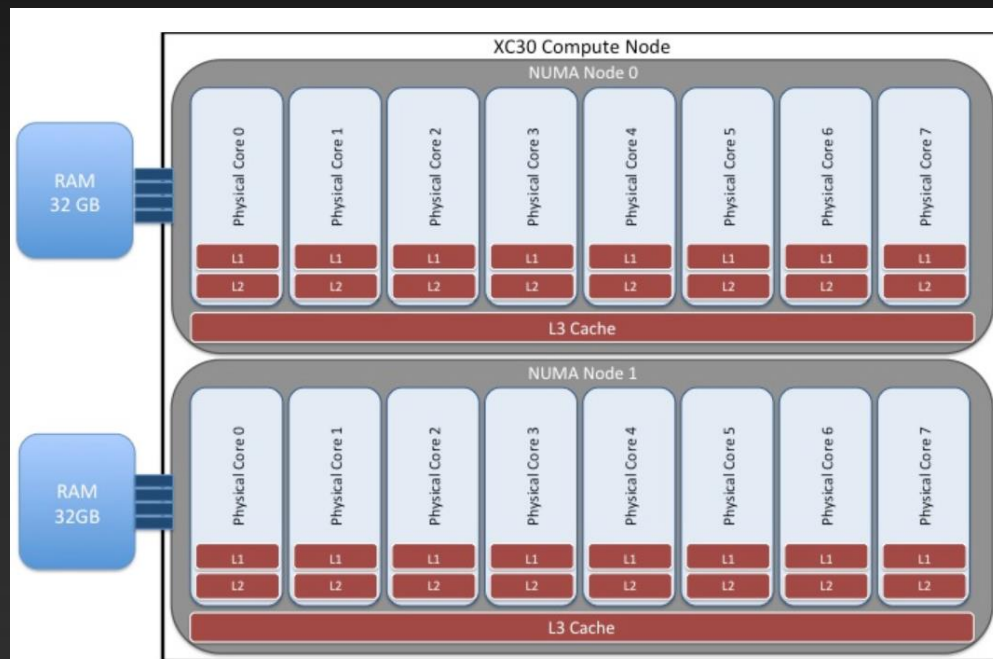 XC30 Compute Node
NUMA Node 0
RAM
32 GB
Physical Core 0
Physical Core 1
Physical Core 2
Physical Core 3
Physical Core 4
Physical Core 5
Physical Core 6
Physical Core 7
L1 L1 L1 L1 L1 L1 L1 L1
L2 L2 L2 L2 L2 L2 L2 L2
L3 Cache
NUMA Node 1
RAM
32GB
Physical Core 0
Physical Core 1
Physical Core 2
Physical Core 3
Physical Core 4
Physical Core 5
Physical Core 6
Physical Core 7
L1 L1 L1 L1 L1 L1 L1 L1
L2 L2 L2 L2 L2 L2 L2 L2
L3 Cache